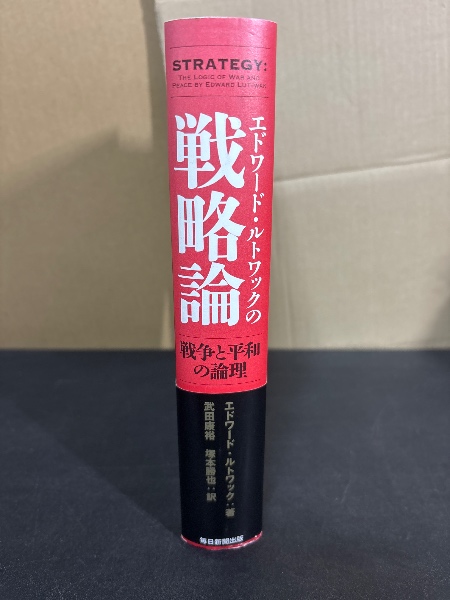 STRATEGY:
THE LOGIC OF WAR AND
PEACE BY EDWARD LUTTWAK
エドワード・ルトワックの
戦略論
戦争と平和
の論理
エドワード・ルトワック:著
武田康裕 塚本勝也:訳
毎日新聞出版